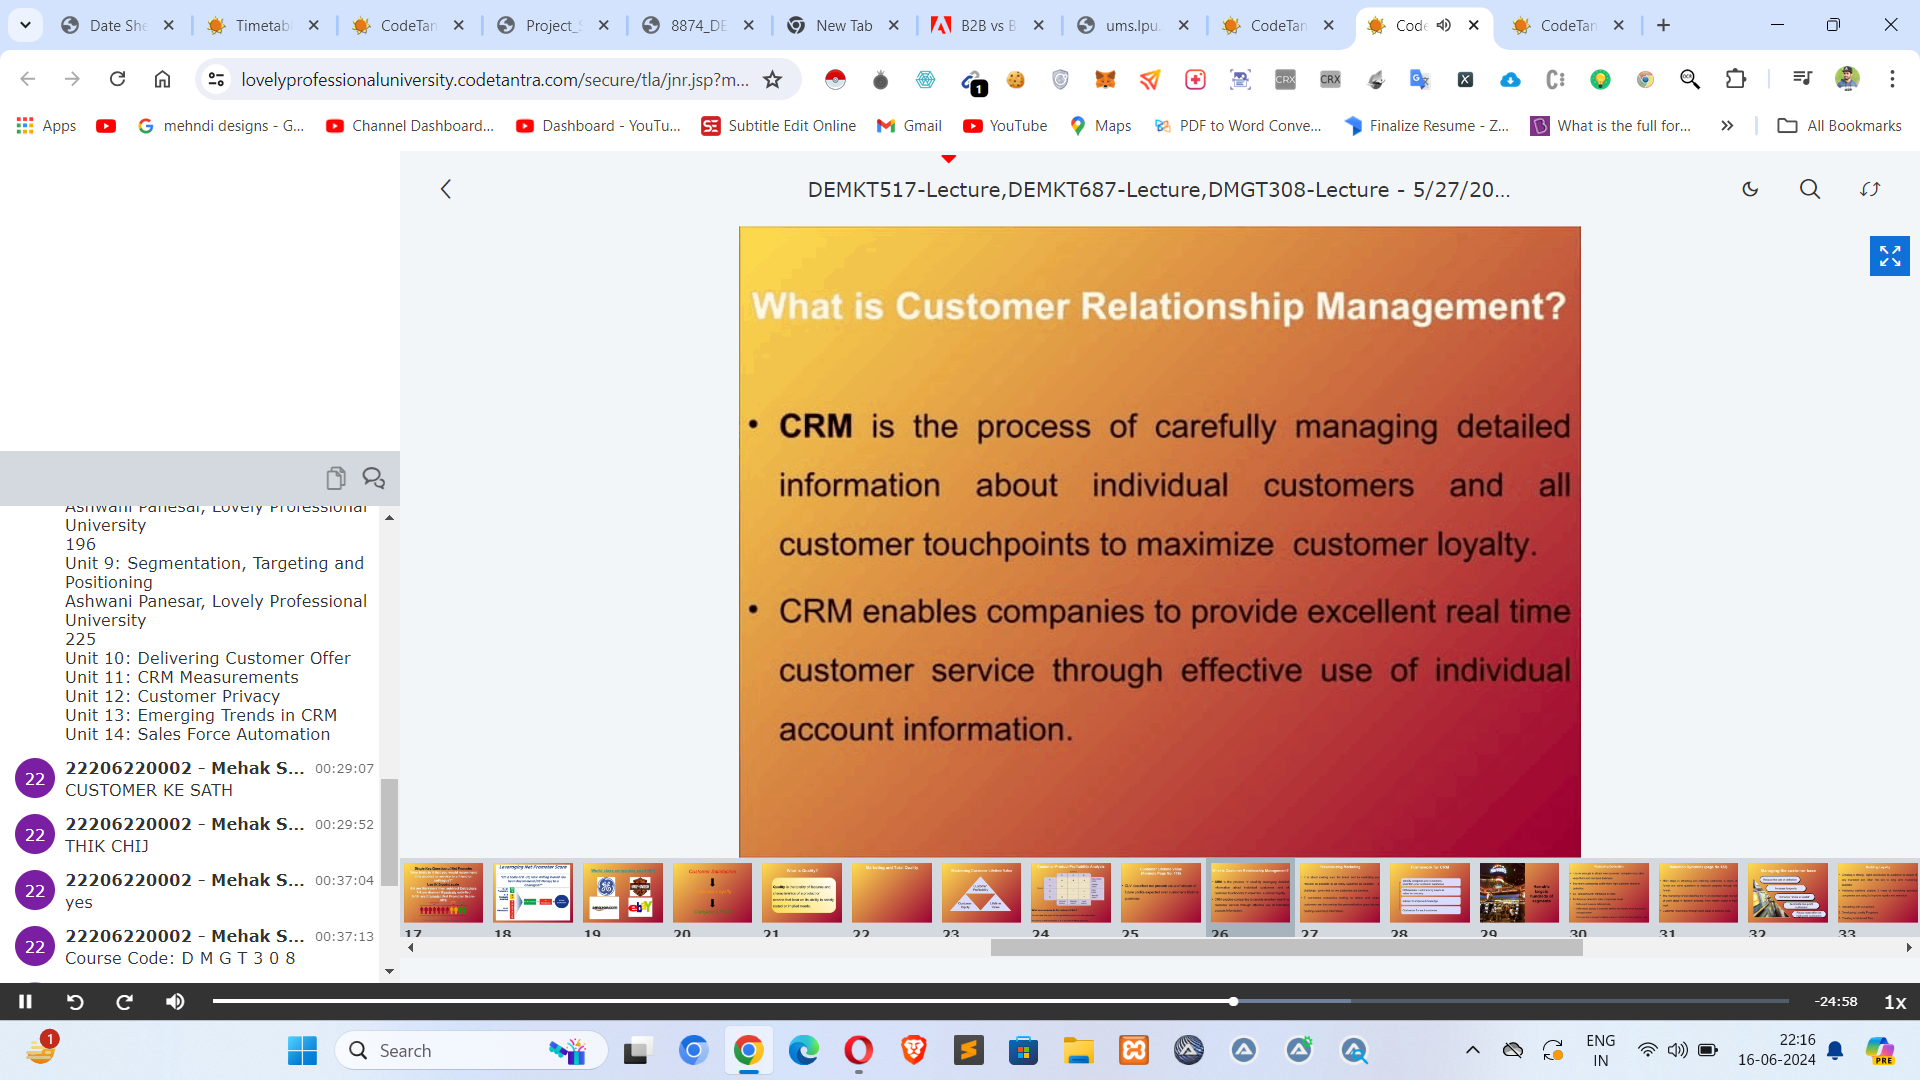 Date She
Timetab
CodeTan
Project_S
8874_DE
New Tab
B2B vs B
ums.lpu.
CodeTan
Code
CodeTan
lovelyprofessionaluniversity.codetantra.com/secure/tla/jnr.jsp?m...
1
CRX
CRX
Apps
mehndi designs - G...
Channel Dashboard...
Dashboard - YouTu...
SE Subtitle Edit Online
Gmail
YouTube
Maps
PDF to Word Conve...
Finalize Resume - Z...
What is the full for...
All Bookmarks
DEMKT517-Lecture,DEMKT687-Lecture,DMGT308-Lecture - 5/27/20...
What is Customer Relationship Management?
• CRM is the process of carefully managing detailed
information about individual customers and all
customer touchpoints to maximize customer loyalty.
• CRM enables companies to provide excellent real time
customer service through effective use of individual
account information.
Ashwani Panesar, Lovely Professional
University
196
Unit 9: Segmentation, Targeting and
Positioning
Ashwani Panesar, Lovely Professional
University
225
Unit 10: Delivering Customer Offer
Unit 11: CRM Measurements
Unit 12: Customer Privacy
Unit 13: Emerging Trends in CRM
Unit 14: Sales Force Automation
22
22206220002 - Mehak S... 00:29:07
CUSTOMER KE SATH
22
22206220002 - Mehak S... 00:29:52
THIK CHIJ
22
22206220002 - Mehak S... 00:37:04
yes
22
22206220002 - Mehak S... 00:37:13
Course Code: D M G T 3 0 8
17 18 19 20 21 22 23 24 25 26 27 28 29 30 31 32 33
-24:58
1x
1
Search
ENG
IN
22:16
16-06-2024
PRE